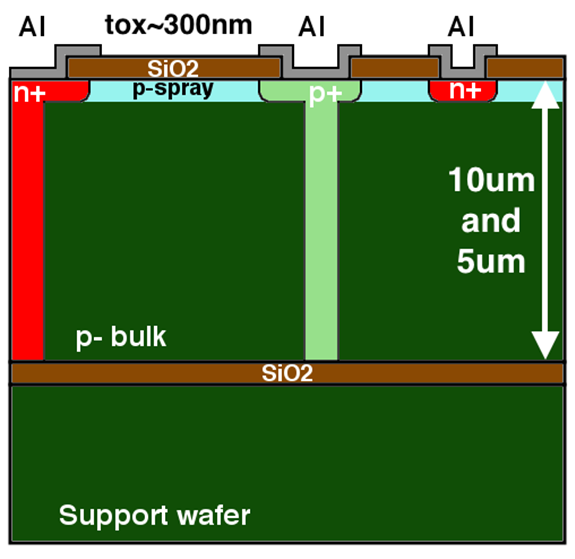 Al tox~300nm Al Al
SiO2
n+ p-spray p+ n+
10um
and
5um
p- bulk
SiO2
Support wafer